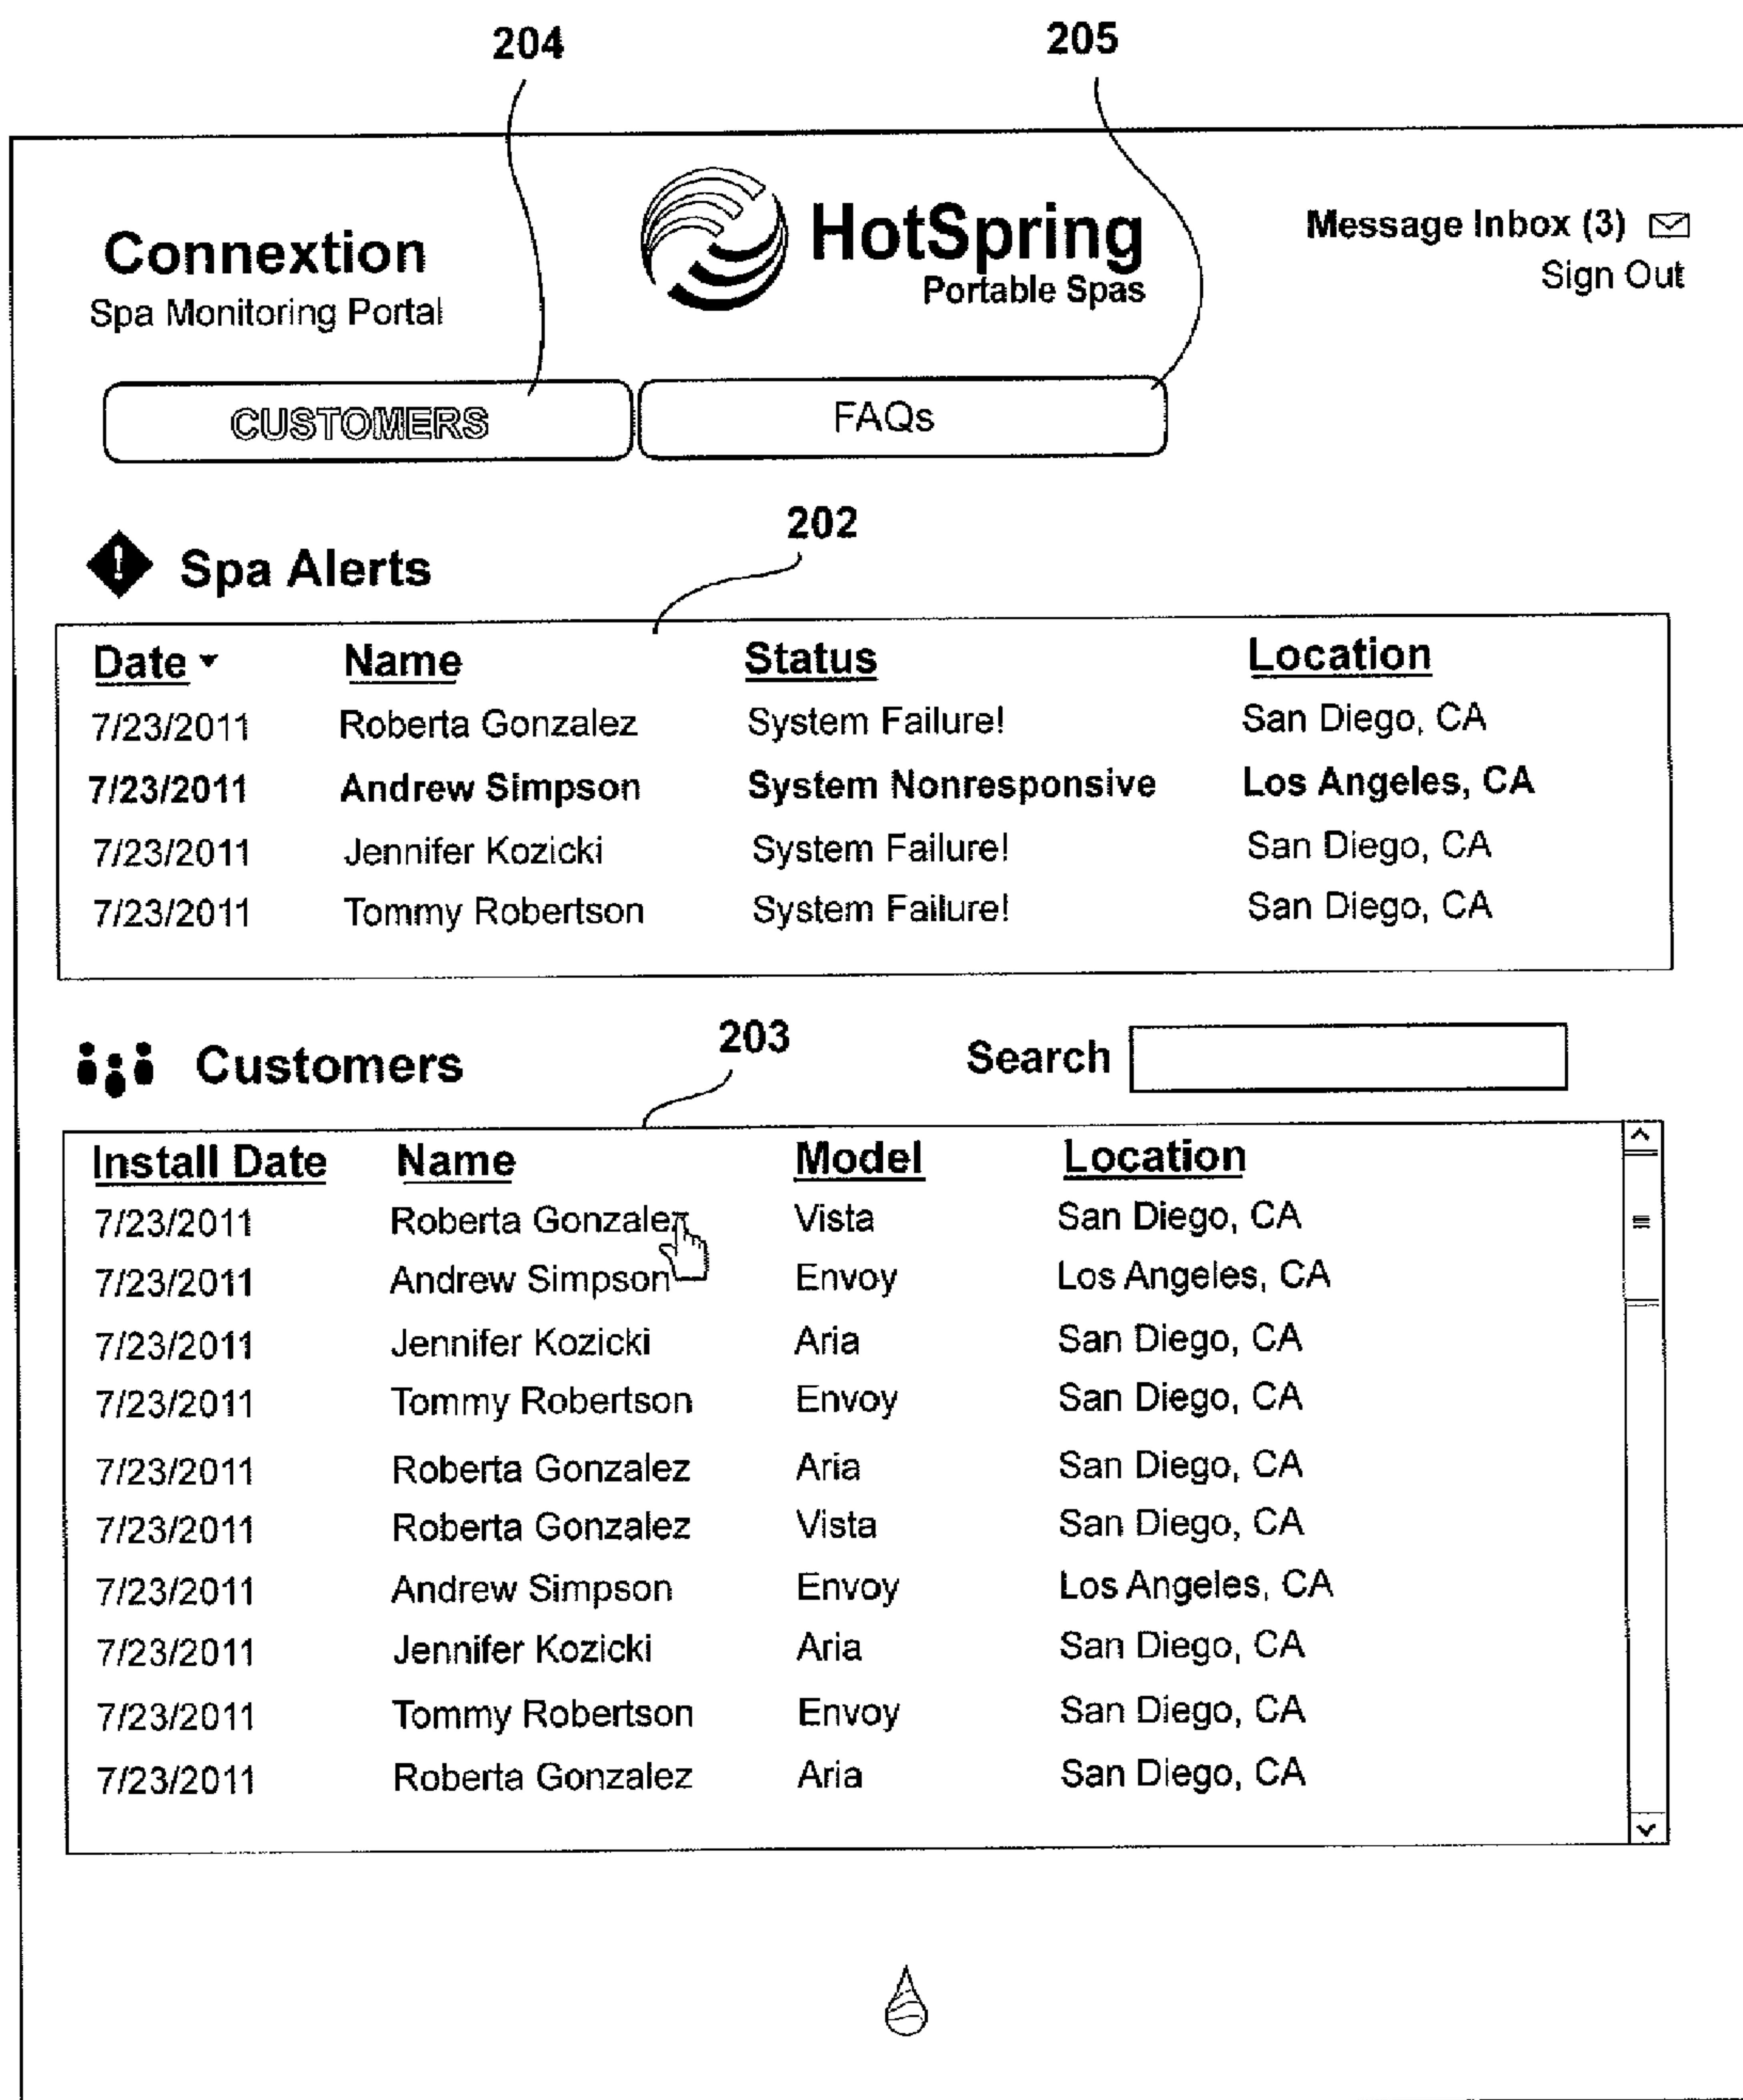 204 205
Connextion
Spa Monitoring Portal
HotSpring
Portable Spas
Message Inbox (3)
Sign Out
CUSTOMERS FAQs
202
Spa Alerts
Date Name Status Location
7/23/2011 Roberta Gonzalez System Failure! San Diego, CA
7/23/2011 Andrew Simpson System Nonresponsive Los Angeles, CA
7/23/2011 Jennifer Kozicki System Failure! San Diego, CA
7/23/2011 Tommy Robertson System Failure! San Diego, CA
203
Customers Search
Install Date Name Model Location
7/23/2011 Roberta Gonzalez Vista San Diego, CA
7/23/2011 Andrew Simpson Envoy Los Angeles, CA
7/23/2011 Jennifer Kozicki Aria San Diego, CA
7/23/2011 Tommy Robertson Envoy San Diego, CA
7/23/2011 Roberta Gonzalez Aria San Diego, CA
7/23/2011 Roberta Gonzalez Vista San Diego, CA
7/23/2011 Andrew Simpson Envoy Los Angeles, CA
7/23/2011 Jennifer Kozicki Aria San Diego, CA
7/23/2011 Tommy Robertson Envoy San Diego, CA
7/23/2011 Roberta Gonzalez Aria San Diego, CA